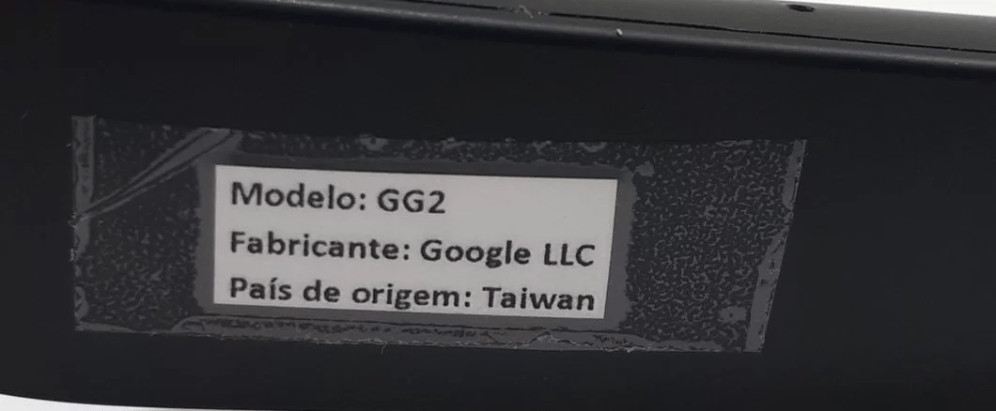 Modelo: GG2
Fabricante: Google LLC
País de origem: Taiwan